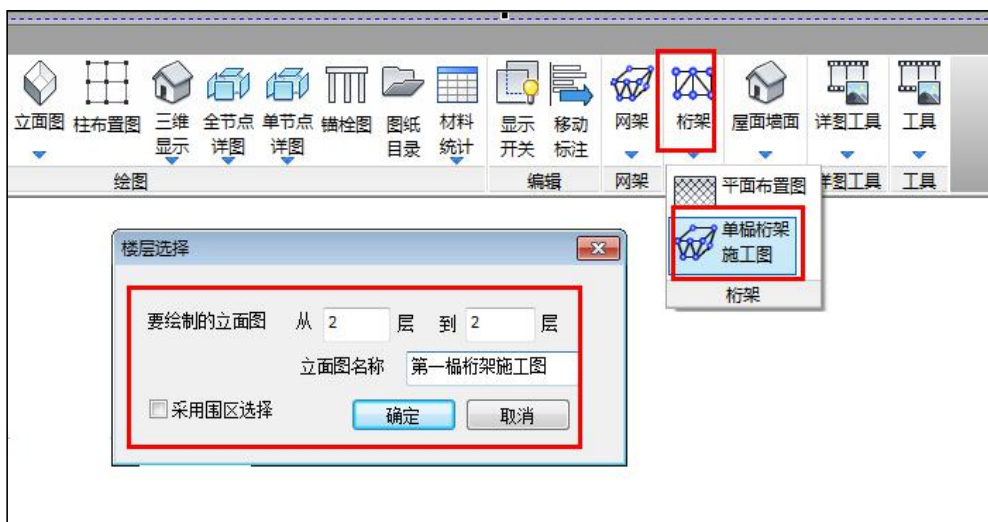 立面图 柱布置图 三维显示 全节点详图 单节点详图 锚栓图 图纸目录 材料统计 显示开关 移动标注 网架 桁架 屋面墙面 详图工具 工具
绘图 编辑 网架 详图工具 工具
平面布置图
单榀桁架
施工图
桁架
楼层选择
要绘制的立面图 从 2 层 到 2 层
立面图名称 第一榀桁架施工图
采用围区选择 确定 取消